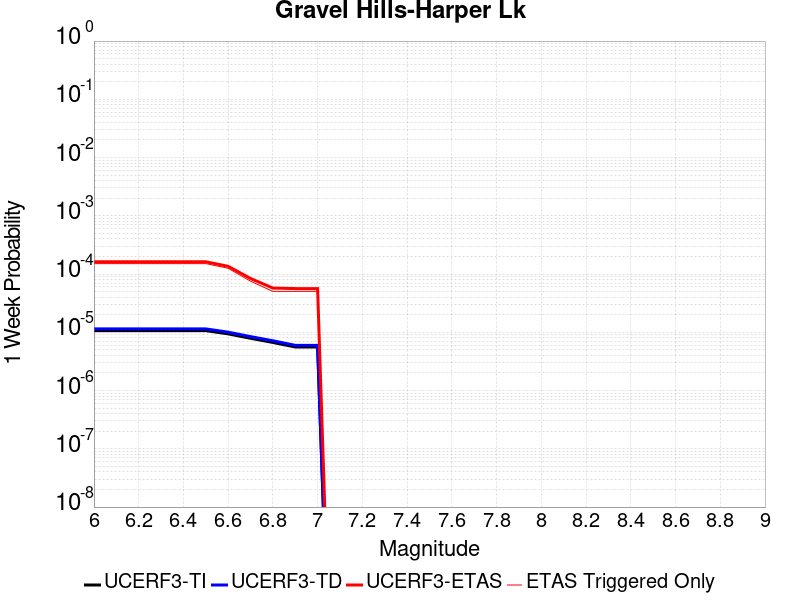 Gravel Hills-Harper Lk
10^0
10^-1
10^-2
10^-3
10^-4
10^-5
10^-6
10^-7
10^-8
1 Week Probability
6 6.2 6.4 6.6 6.8 7 7.2 7.4 7.6 7.8 8 8.2 8.4 8.6 8.8 9
Magnitude
UCERF3-TI UCERF3-TD UCERF3-ETAS ETAS Triggered Only